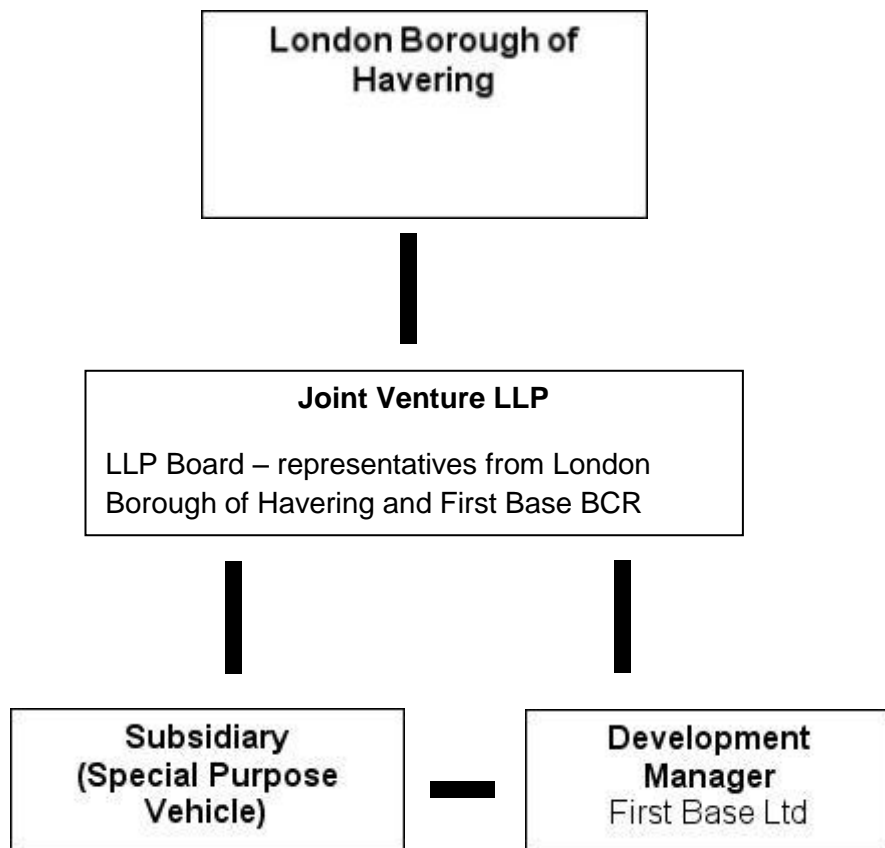 London Borough of
Havering
Joint Venture LLP
LLP Board – representatives from London
Borough of Havering and First Base BCR
Subsidiary
(Special Purpose
Vehicle)
Development
Manager
First Base Ltd